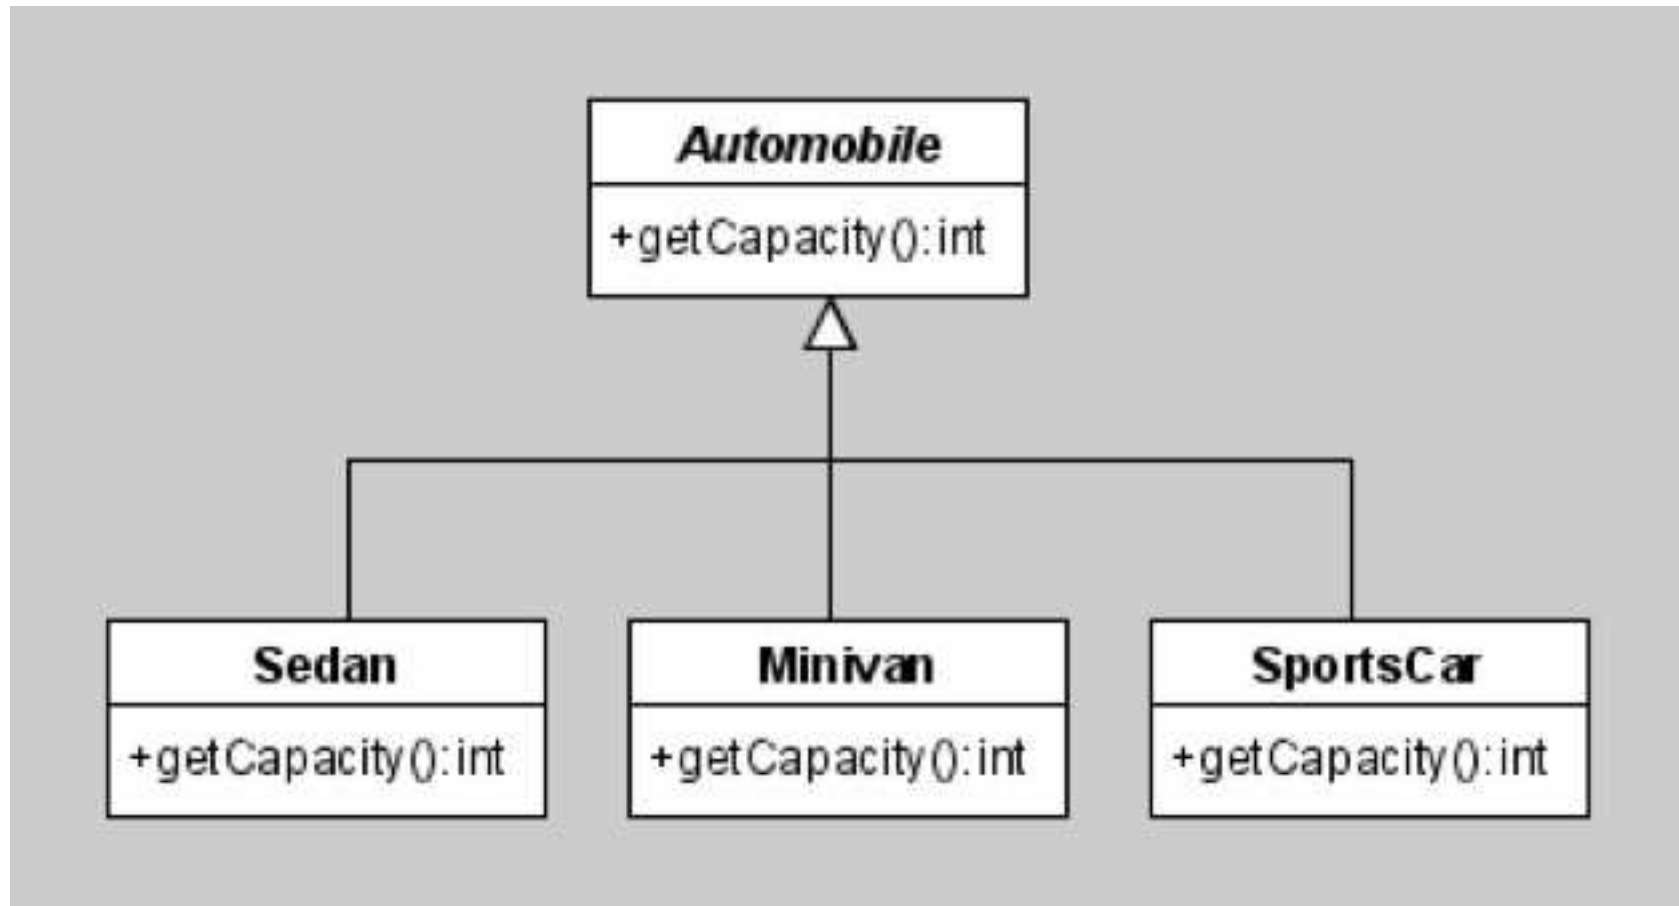 Automobile
+getCapacity():int
Sedan
+getCapacity():int
Minivan
+getCapacity():int
SportsCar
+getCapacity():int